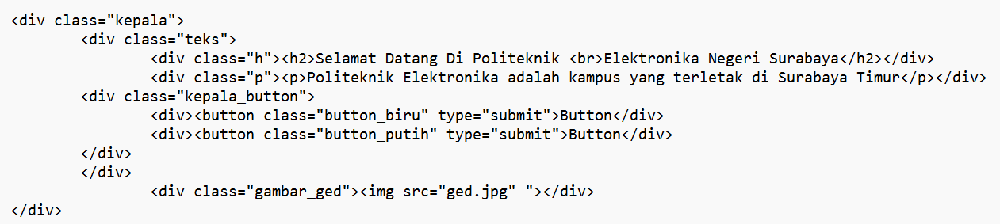 <div class="kepala">
        <div class="teks">
                <div class="h"><h2>Selamat Datang Di Politeknik <br>Elektronika Negeri Surabaya</h2></div>
                <div class="p"><p>Politeknik Elektronika adalah kampus yang terletak di Surabaya Timur</p></div>
        <div class="kepala_button">
                <div><button class="button_biru" type="submit">Button</div>
                <div><button class="button_putih" type="submit">Button</div>
        </div>
        </div>
                <div class="gambar_ged"><img src="ged.jpg" "></div>
</div>